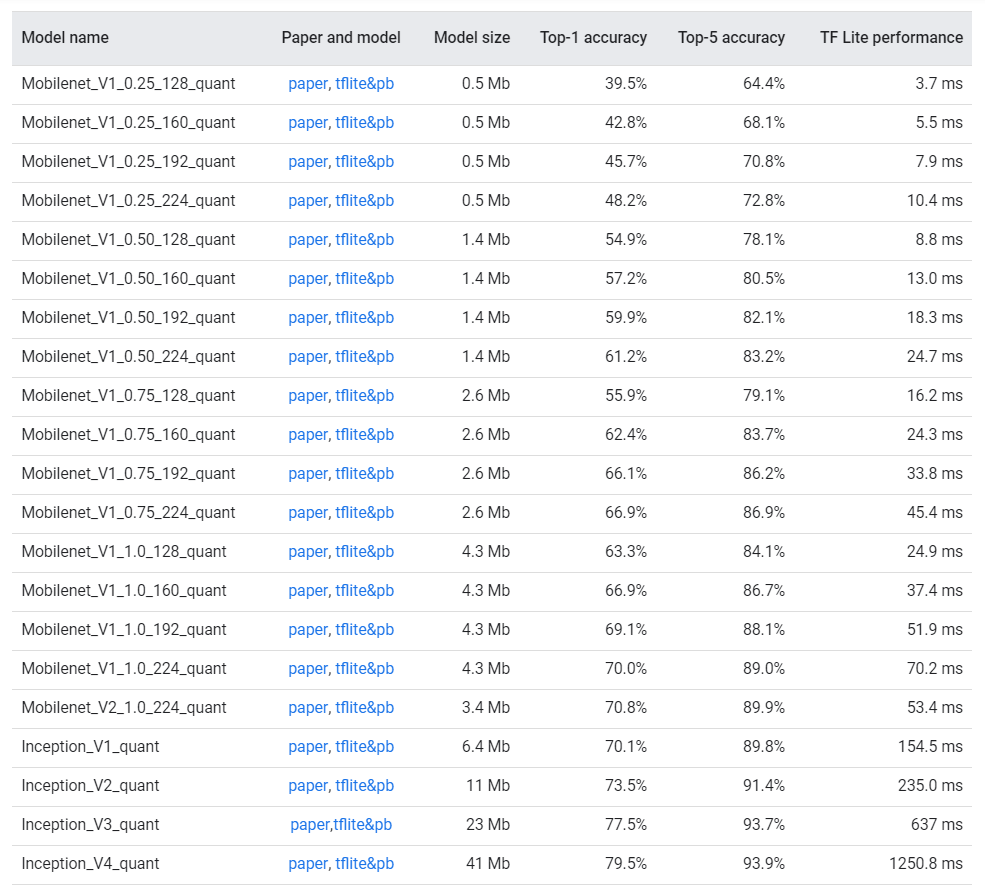 Model name Paper and model Model size Top-1 accuracy Top-5 accuracy TF Lite performance
Mobilenet_V1_0.25_128_quant paper, tflite&pb 0.5 Mb 39.5% 64.4% 3.7 ms
Mobilenet_V1_0.25_160_quant paper, tflite&pb 0.5 Mb 42.8% 68.1% 5.5 ms
Mobilenet_V1_0.25_192_quant paper, tflite&pb 0.5 Mb 45.7% 70.8% 7.9 ms
Mobilenet_V1_0.25_224_quant paper, tflite&pb 0.5 Mb 48.2% 72.8% 10.4 ms
Mobilenet_V1_0.50_128_quant paper, tflite&pb 1.4 Mb 54.9% 78.1% 8.8 ms
Mobilenet_V1_0.50_160_quant paper, tflite&pb 1.4 Mb 57.2% 80.5% 13.0 ms
Mobilenet_V1_0.50_192_quant paper, tflite&pb 1.4 Mb 59.9% 82.1% 18.3 ms
Mobilenet_V1_0.50_224_quant paper, tflite&pb 1.4 Mb 61.2% 83.2% 24.7 ms
Mobilenet_V1_0.75_128_quant paper, tflite&pb 2.6 Mb 55.9% 79.1% 16.2 ms
Mobilenet_V1_0.75_160_quant paper, tflite&pb 2.6 Mb 62.4% 83.7% 24.3 ms
Mobilenet_V1_0.75_192_quant paper, tflite&pb 2.6 Mb 66.1% 86.2% 33.8 ms
Mobilenet_V1_0.75_224_quant paper, tflite&pb 2.6 Mb 66.9% 86.9% 45.4 ms
Mobilenet_V1_1.0_128_quant paper, tflite&pb 4.3 Mb 63.3% 84.1% 24.9 ms
Mobilenet_V1_1.0_160_quant paper, tflite&pb 4.3 Mb 66.9% 86.7% 37.4 ms
Mobilenet_V1_1.0_192_quant paper, tflite&pb 4.3 Mb 69.1% 88.1% 51.9 ms
Mobilenet_V1_1.0_224_quant paper, tflite&pb 4.3 Mb 70.0% 89.0% 70.2 ms
Mobilenet_V2_1.0_224_quant paper, tflite&pb 3.4 Mb 70.8% 89.9% 53.4 ms
Inception_V1_quant paper, tflite&pb 6.4 Mb 70.1% 89.8% 154.5 ms
Inception_V2_quant paper, tflite&pb 11 Mb 73.5% 91.4% 235.0 ms
Inception_V3_quant paper,tflite&pb 23 Mb 77.5% 93.7% 637 ms
Inception_V4_quant paper, tflite&pb 41 Mb 79.5% 93.9% 1250.8 ms